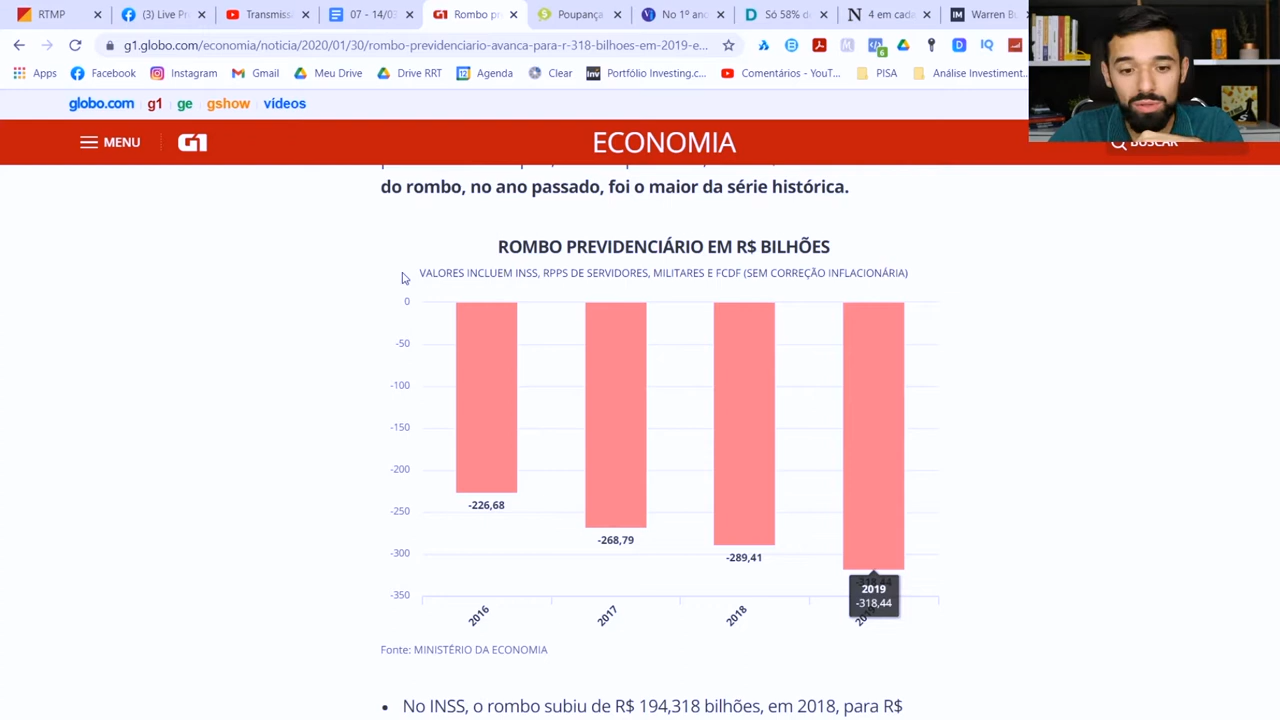 RTMP
(3) Live Pr
Transmiss
07 - 14/03
Rombo pr
Poupança
No 1º ano
Só 58% d
4 em cada
Warren Bu
g1.globo.com/economia/noticia/2020/01/30/rombo-previdenciario-avanca-para-r-318-bilhoes-em-2019-e...
Apps
Facebook
Instagram
Gmail
Meu Drive
Drive RRT
Agenda
Clear
Portfólio Investing.c...
Comentários - YouT...
PISA
Análise Investiment...
globo.com g1 ge gshow vídeos
MENU
G1
ECONOMIA
BUSCAR
do rombo, no ano passado, foi o maior da série histórica.
ROMBO PREVIDENCIÁRIO EM R$ BILHÕES
VALORES INCLUEM INSS, RPPS DE SERVIDORES, MILITARES E FCDF (SEM CORREÇÃO INFLACIONÁRIA)
0
-50
-100
-150
-200
-250
-300
-350
-226,68
-268,79
-289,41
2019
-318,44
2016
2017
2018
Fonte: MINISTÉRIO DA ECONOMIA
• No INSS, o rombo subiu de R$ 194,318 bilhões, em 2018, para R$